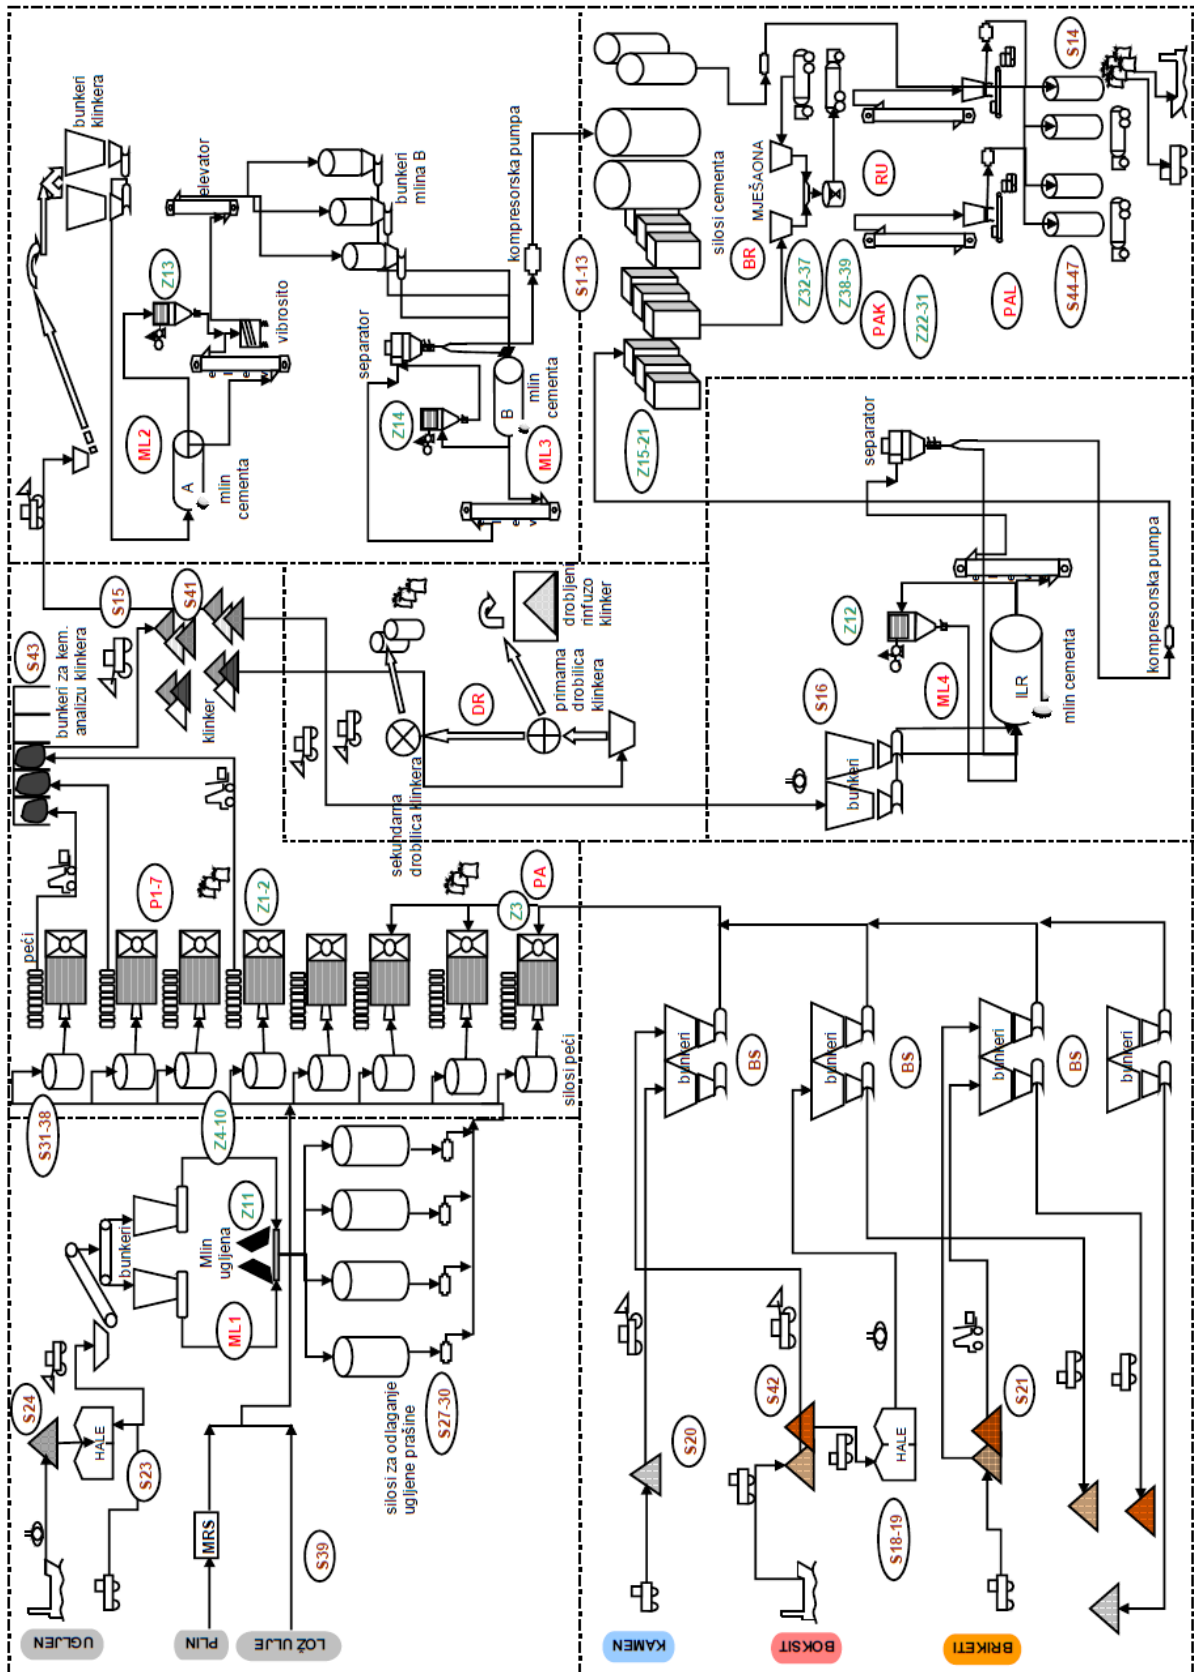 UGLJEN
PLIN
LOŽ ULJE
KAMEN
BOKSIT
BRIKETI
S24
HALE
S23
MRS
S39
bunkeri
ML1
Mlin
ugljena
Z11
Z4-10
silosi za odlaganje
ugljene prašine
S27-30
S31-38
silosi peći
peći
P1-7
Z1-2
Z3
PA
S20
S42
HALE
S18-19
S21
bunkeri
BS
bunkeri
BS
bunkeri
BS
bunkeri
S43
bunkeri za kem.
analizu klinkera
S15
S41
klinker
sekundarna
drobilica klinkera
DR
primarna
drobilica
klinkera
drobljeni
rinfuzo
klinker
bunkeri
klinkera
ML2
A
mlin
cementa
Z13
vibrosito
elevator
bunkeri
mlina B
separator
Z14
B
mlin
cementa
ML3
kompresorska pumpa
S16
bunkeri
ML4
Z12
ILR
mlin cementa
separator
kompresorska pumpa
S1-13
Z15-21
silosi cementa
BR
MJEŠAONA
Z32-37
Z38-39
PAK
Z22-31
RU
PAL
S44-47
S14